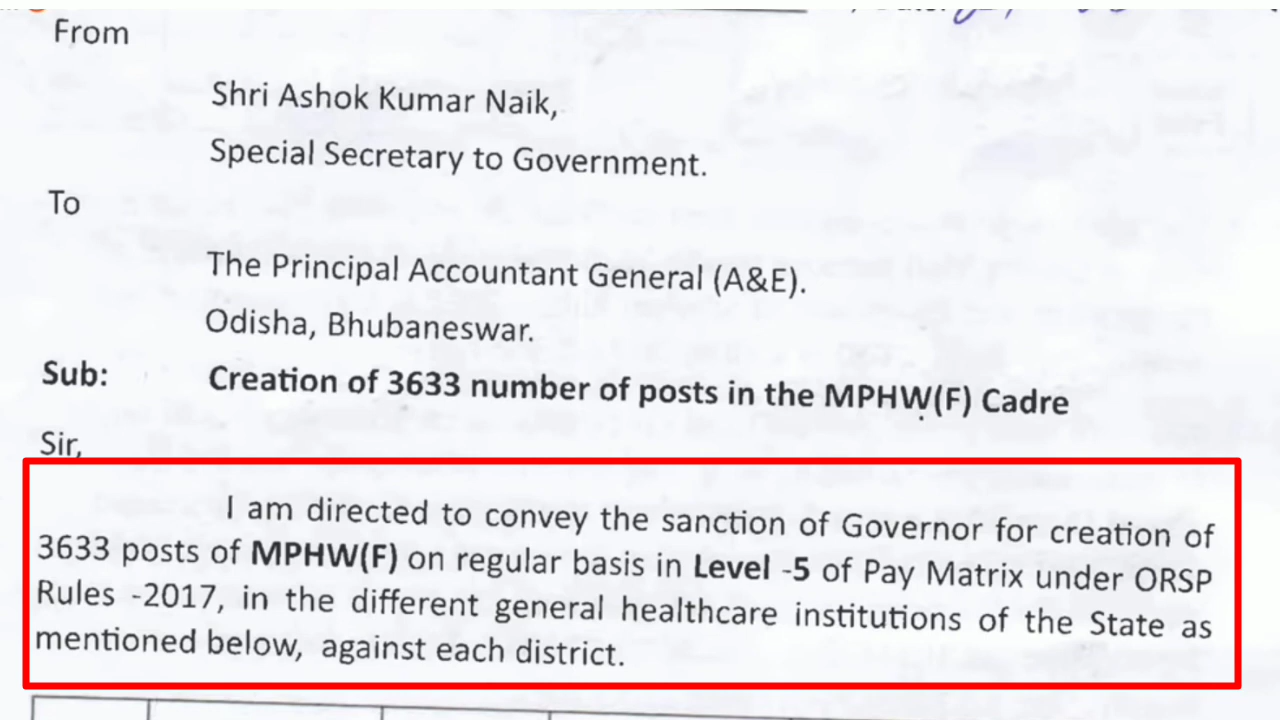 From
Shri Ashok Kumar Naik,
Special Secretary to Government.
To
The Principal Accountant General (A&E).
Odisha, Bhubaneswar.
Sub: Creation of 3633 number of posts in the MPHW(F) Cadre
Sir,
I am directed to convey the sanction of Governor for creation of
3633 posts of MPHW(F) on regular basis in Level -5 of Pay Matrix under ORSP
Rules -2017, in the different general healthcare institutions of the State as
mentioned below, against each district.